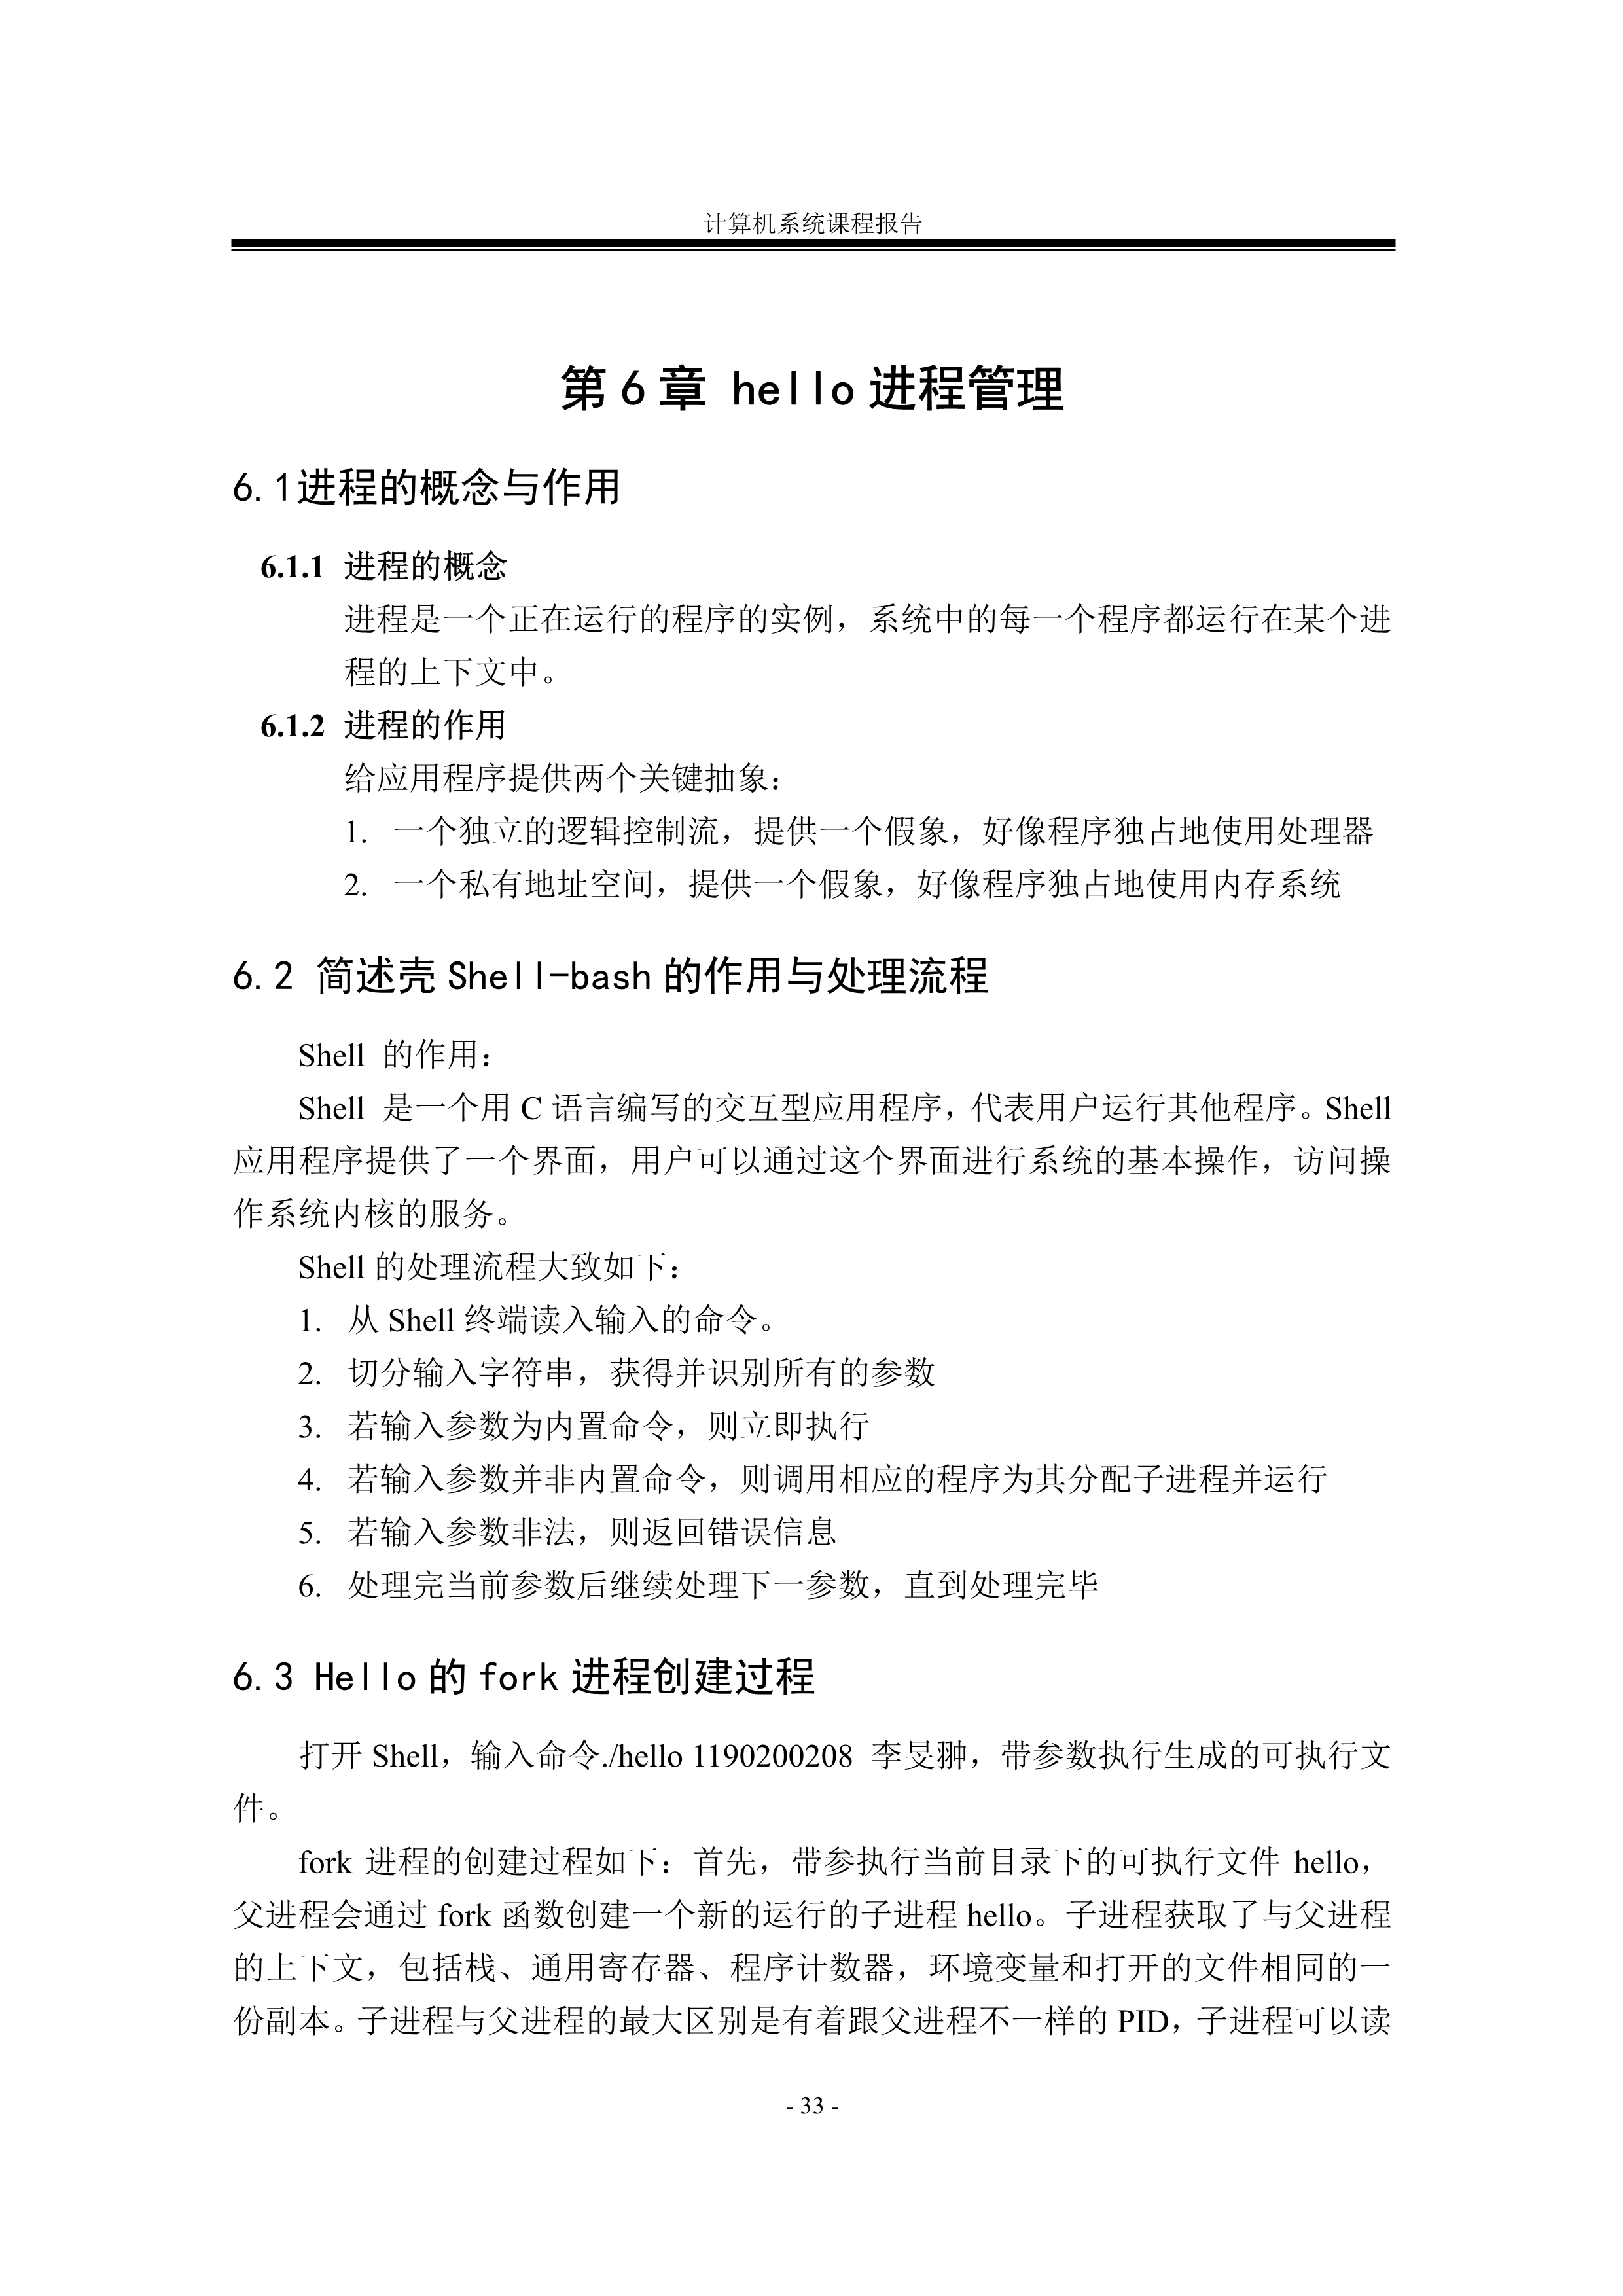 计算机系统课程报告
第 6 章 hello 进程管理
6.1进程的概念与作用
6.1.1 进程的概念
进程是一个正在运行的程序的实例，系统中的每一个程序都运行在某个进
程的上下文中。
6.1.2 进程的作用
给应用程序提供两个关键抽象：
1. 一个独立的逻辑控制流，提供一个假象，好像程序独占地使用处理器
2. 一个私有地址空间，提供一个假象，好像程序独占地使用内存系统
6.2 简述壳 Shell-bash 的作用与处理流程
Shell 的作用：
Shell 是一个用 C 语言编写的交互型应用程序，代表用户运行其他程序。Shell
应用程序提供了一个界面，用户可以通过这个界面进行系统的基本操作，访问操
作系统内核的服务。
Shell 的处理流程大致如下：
1. 从 Shell 终端读入输入的命令。
2. 切分输入字符串，获得并识别所有的参数
3. 若输入参数为内置命令，则立即执行
4. 若输入参数并非内置命令，则调用相应的程序为其分配子进程并运行
5. 若输入参数非法，则返回错误信息
6. 处理完当前参数后继续处理下一参数，直到处理完毕
6.3 Hello 的 fork 进程创建过程
打开 Shell，输入命令./hello 1190200208 李旻翀，带参数执行生成的可执行文
件。
fork 进程的创建过程如下：首先，带参执行当前目录下的可执行文件 hello，
父进程会通过 fork 函数创建一个新的运行的子进程 hello。子进程获取了与父进程
的上下文，包括栈、通用寄存器、程序计数器，环境变量和打开的文件相同的一
份副本。子进程与父进程的最大区别是有着跟父进程不一样的 PID，子进程可以读
- 33 -